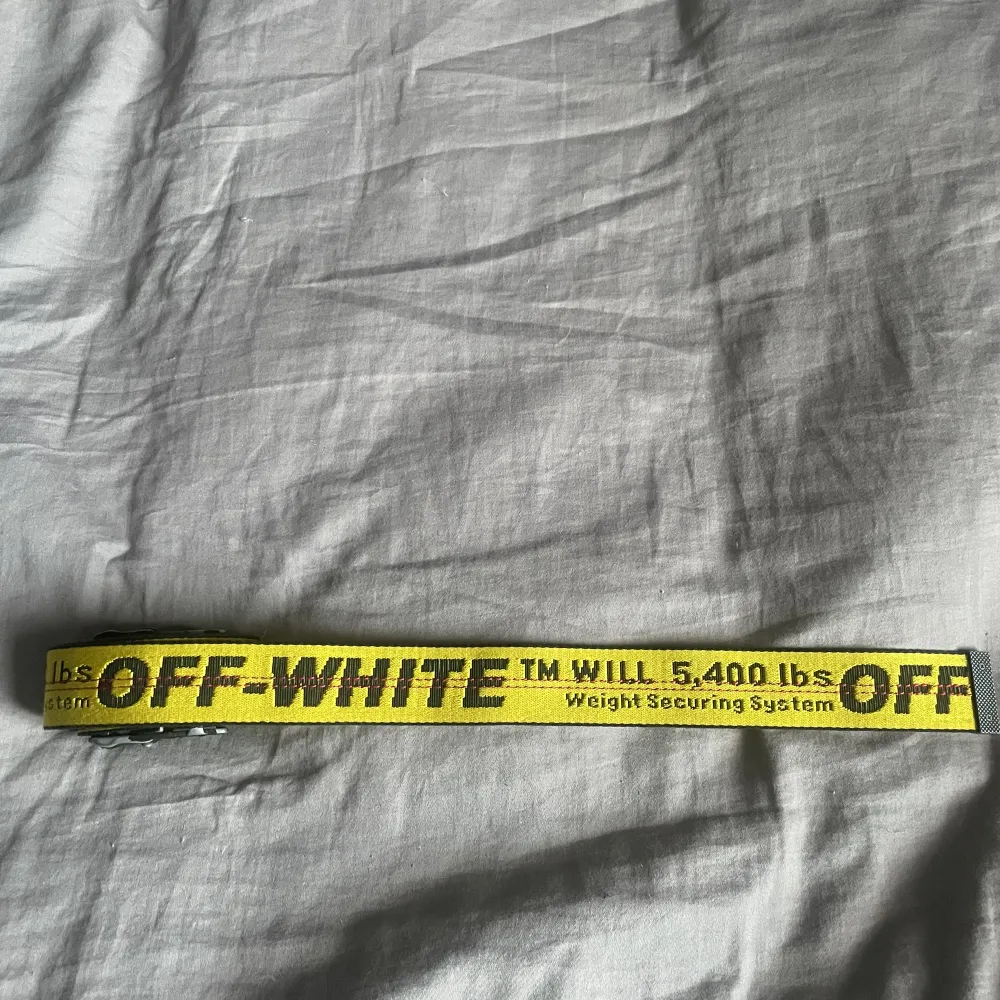 lbs OFF-WHITE TM WILL 5,400 lbs OFF
stem Weight Securing System